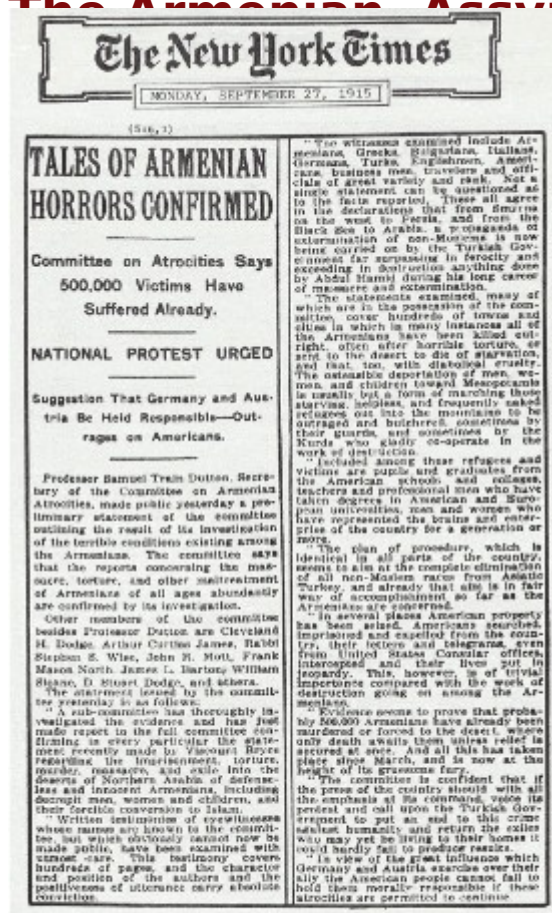 The Armenian, Assy
The New York Times
MONDAY, SEPTEMBER 27, 1915
TALES OF ARMENIAN
HORRORS CONFIRMED
Committee on Atrocities Says
500,000 Victims Have
Suffered Already.
NATIONAL PROTEST URGED
Suggestion That Germany and Aus-
tria Be Held Responsible—Out-
rages on Americans.
Professor Samuel Train Dutton, Secre-
tary of the Committee on Armenian
Atrocities, made public yesterday a pre-
liminary statement of the committee
outlining the result of its investigation
of the terrible conditions existing among
the Armenians. The committee says
that the reports concerning the mas-
sacre, torture, and other maltreatment
of Armenians of all ages abundantly
are confirmed by its investigation.
Other members of the committee
besides Professor Dutton are Cleveland
H. Dodge, Arthur Curtiss James, Rabbi
Stephen S. Wise, John R. Mott, Frank
Mason North, James L. Barton, William
Sloane, D. Stuart Dodge, and others.
The statement issued by the commit-
tee yesterday is as follows:
"A sub-committee has thoroughly in-
vestigated the evidence and has just
made report to the full committee con-
firming in every particular the state-
ment recently made by Viscount Bryce
regarding the imprisonment, torture,
murder, massacre, and exile into the
deserts of Northern Arabia of defense-
less and innocent Armenians, including
decrepit men, women and children, and
their forcible conversion to Islam.
"Written testimonies of eyewitnesses
whose names are known to the commit-
tee, but which obviously cannot now be
made public, have been examined with
utmost care. This testimony covers
hundreds of pages, and the character
and position of the authors and the
positiveness of utterance carry absolute
conviction.
"The witnesses examined include Ar-
menians, Greeks, Bulgarians, Italians,
Germans, Turks, Englishmen, Ameri-
cans, business men, travelers and offi-
cials of great variety and rank. Not a
single statement can be questioned as
to the facts reported. These all agree
in the declarations that from Smyrna
on the west to Persia, and from the
Black Sea to Arabia, a propaganda of
extermination of non-Moslems is now
being carried on by the Turkish Gov-
ernment far surpassing in ferocity and
exceeding in destruction anything done
by Abdul Hamid during his long career
of massacre and extermination.
"The statements examined, many of
which are in the possession of the com-
mittee, cover hundreds of towns and
cities in which in many instances all of
the Armenians have been killed out-
right, often after horrible torture, or
sent to the desert to die of starvation,
and that, too, with diabolical cruelty.
The ostensible deportation of men, wo-
men, and children toward Mesopotamia
is usually but a form of marching those
starving, helpless, and frequently naked
refugees out into the mountains to be
outraged and butchered, sometimes by
their guards, and sometimes by the
Kurds who gladly co-operate in the
work of destruction.
"Included among these refugees and
victims are pupils and graduates from
the American schools and colleges,
teachers and professional men who have
taken degrees in American and Euro-
pean universities, men and women who
have represented the brains and enter-
prise of the country for a generation or
more.
"The plan of procedure, which is
identical in all parts of the country,
seems to aim at the complete elimination
of all non-Moslem races from Asiatic
Turkey, and already that aim is in fair
way of accomplishment so far as the
Armenians are concerned.
"In several places American property
has been seized, Americans searched,
imprisoned and expelled from the coun-
try, their letters and telegrams, even
from United States Consular offices,
intercepted and their lives put in
jeopardy. This, however, is of trivial
importance compared with the work of
destruction going on among the Ar-
menians.
"Evidence seems to prove that proba-
bly 500,000 Armenians have already been
murdered or forced to the desert, where
only death awaits them unless relief is
secured at once. And all this has taken
place since March, and is now at the
height of its gruesome fury.
"The committee is confident that if
the press of the country should with all
the emphasis at its command, voice its
protest and call upon the Turkish Gov-
ernment to put an end to this crime
against humanity and return the exiles
who may yet be living to their homes it
could hardly fail to produce results.
"In view of the great influence which
Germany and Austria exercise over their
ally the American people cannot fail to
hold them morally responsible if these
atrocities are permitted to continue.